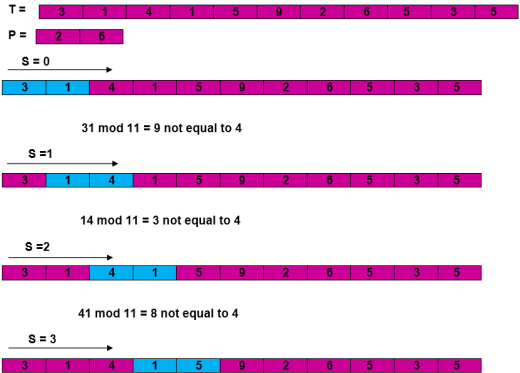 T = 3 1 4 1 5 9 2 6 5 3 5
P = 2 6
S = 0
3 1 4 1 5 9 2 6 5 3 5
31 mod 11 = 9 not equal to 4
S =1
3 1 4 1 5 9 2 6 5 3 5
14 mod 11 = 3 not equal to 4
S =2
3 1 4 1 5 9 2 6 5 3 5
41 mod 11 = 8 not equal to 4
S = 3
3 1 4 1 5 9 2 6 5 3 5